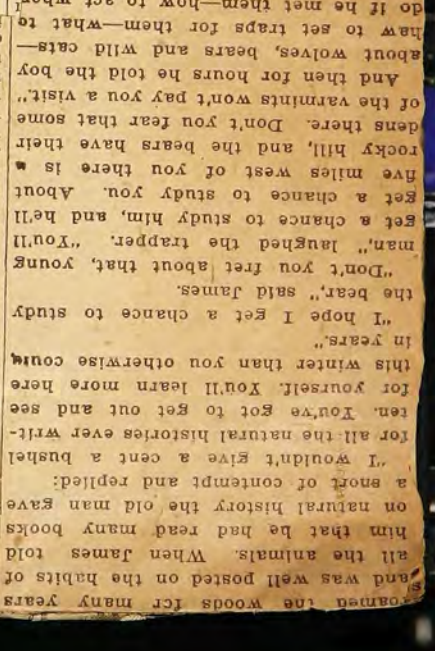 roamed the woods fcr many years
and was well posted on the habits of
all the animals. When James told
him that he had read many books
on natural history the old man gave
a snort of contempt and replied:
"I wouldn't give a cent a bushel
for all the natural histories ever writ-
ten. You've got to get out and see
for yourself. You'll learn more here
this winter than you otherwise could
in years."
"I hope I get a chance to study
the bear," said James.
"Don't you fret about that, young
man," laughed the trapper. "You'll
get a chance to study him, and he'll
get a chance to study you. About
five miles west of you there is a
rocky hill, and the bears have their
dens there. Don't you fear that some
of the varmints won't pay you a visit."
And then for hours he told the boy
about wolves, bears and wild cats—
haw to set traps for them—what to
do if he met them—how to act when